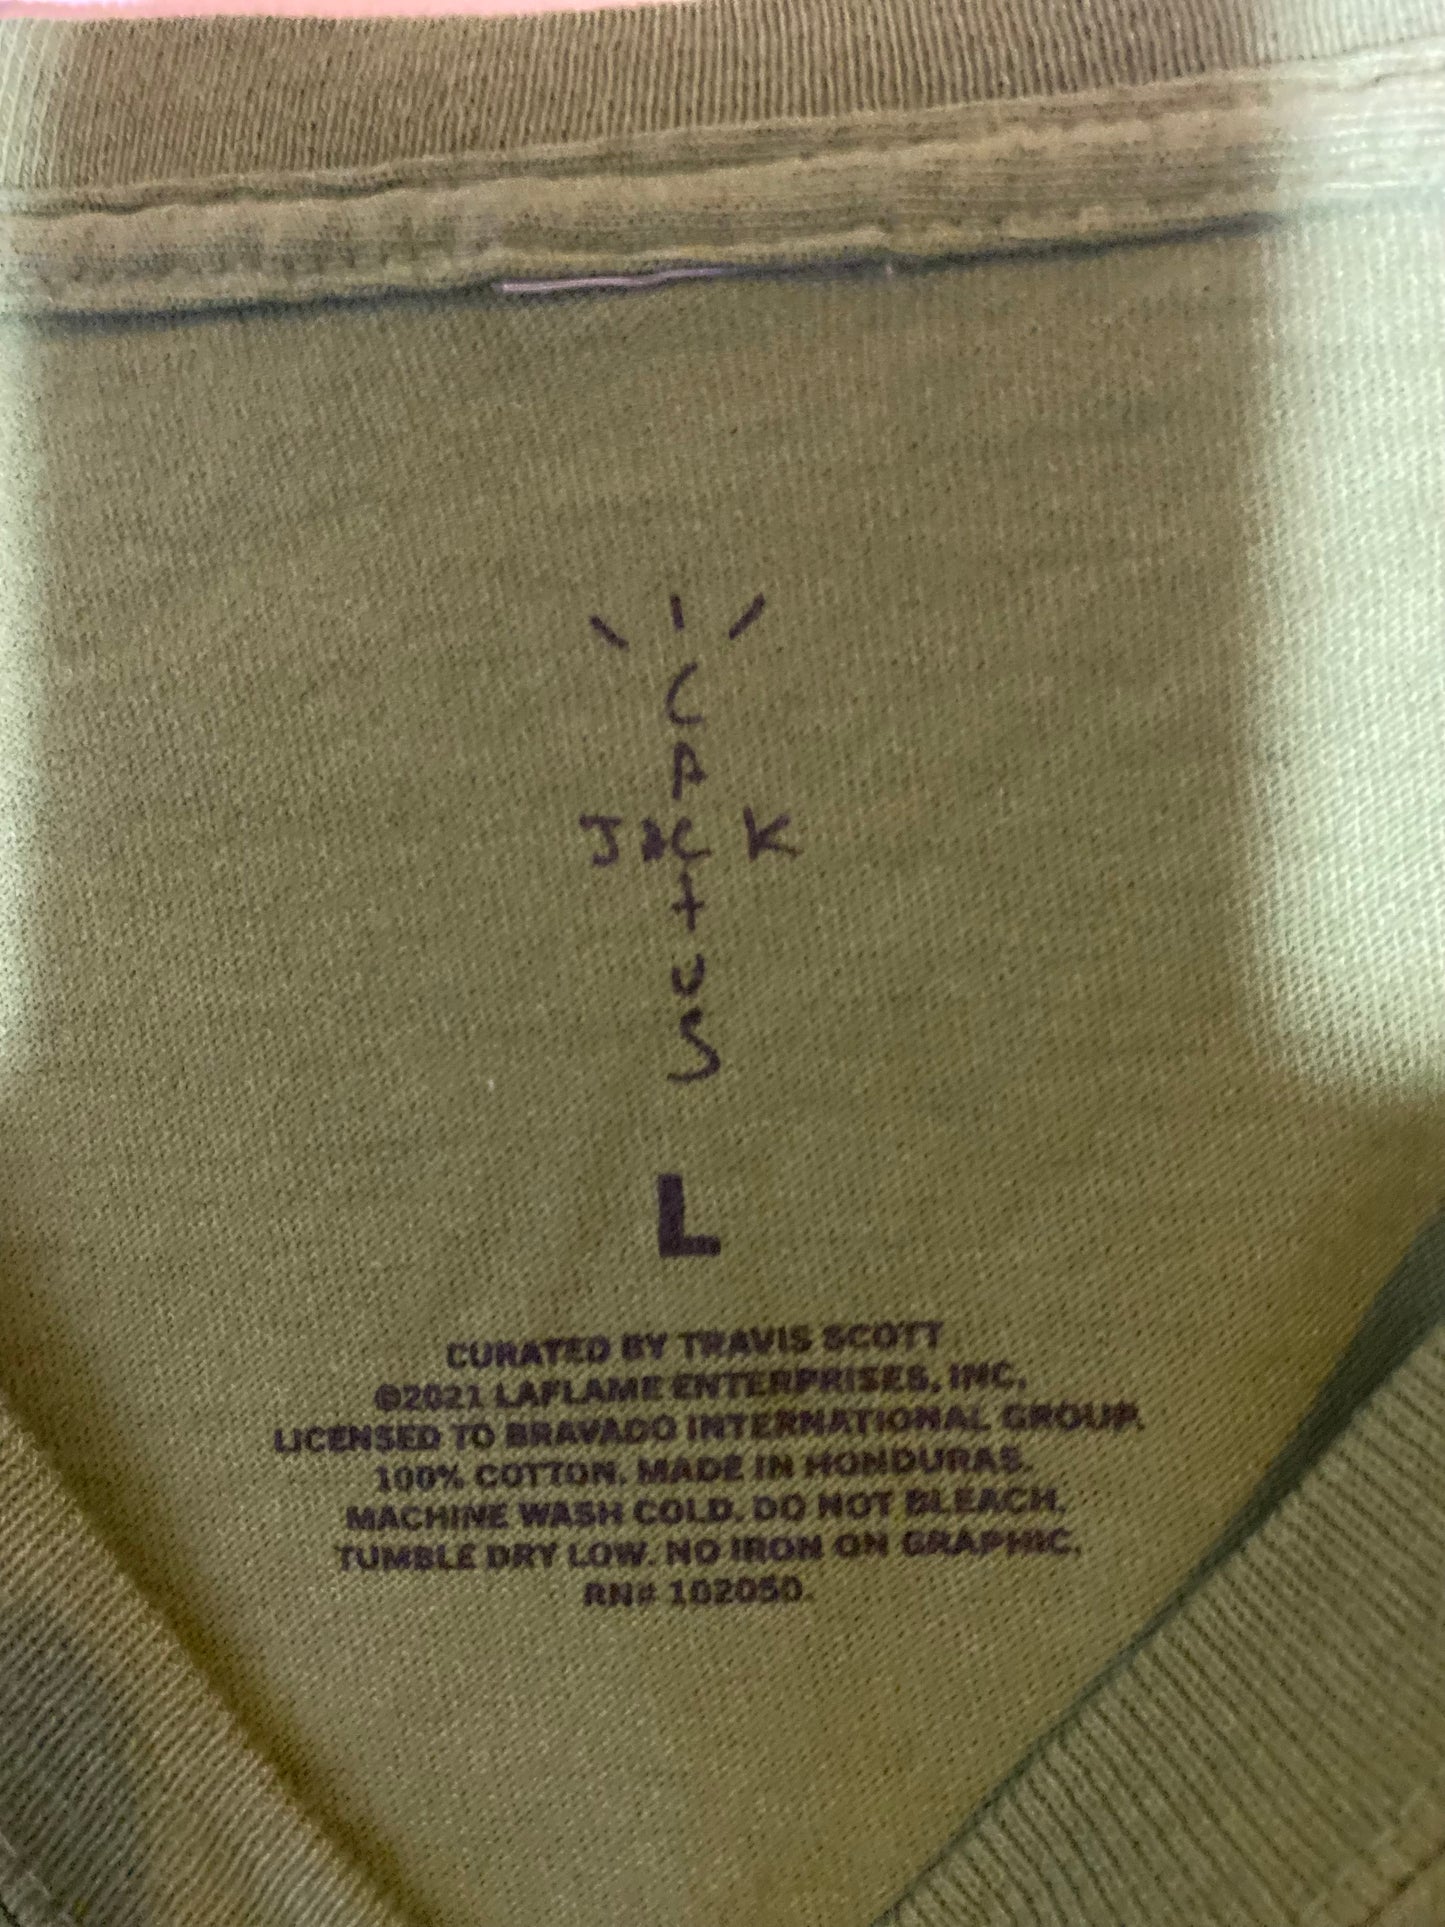 C
A
JACK
T
U
S
L
CURATED BY TRAVIS SCOTT
©2021 LAFLAME ENTERPRISES, INC.
LICENSED TO BRAVADO INTERNATIONAL GROUP.
100% COTTON. MADE IN HONDURAS.
MACHINE WASH COLD. DO NOT BLEACH.
TUMBLE DRY LOW. NO IRON ON GRAPHIC.
RN# 102050.